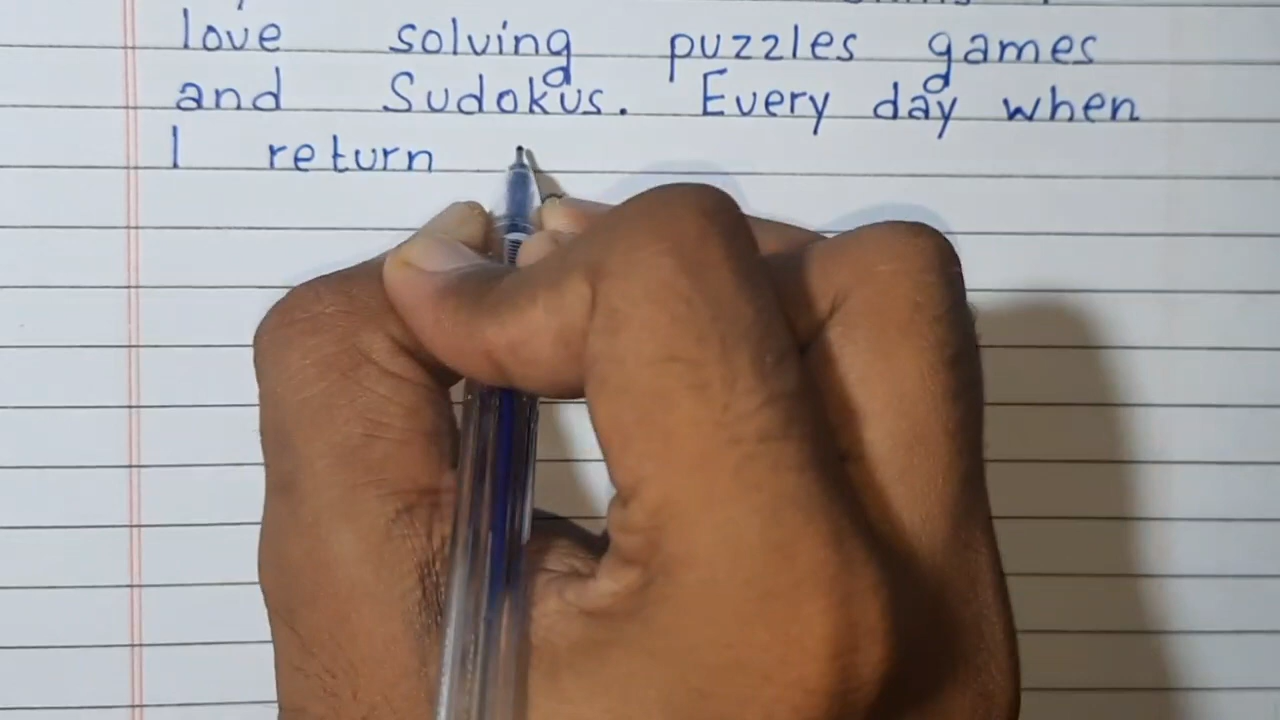 love solving puzzles games
and Sudokus. Every day when
I return